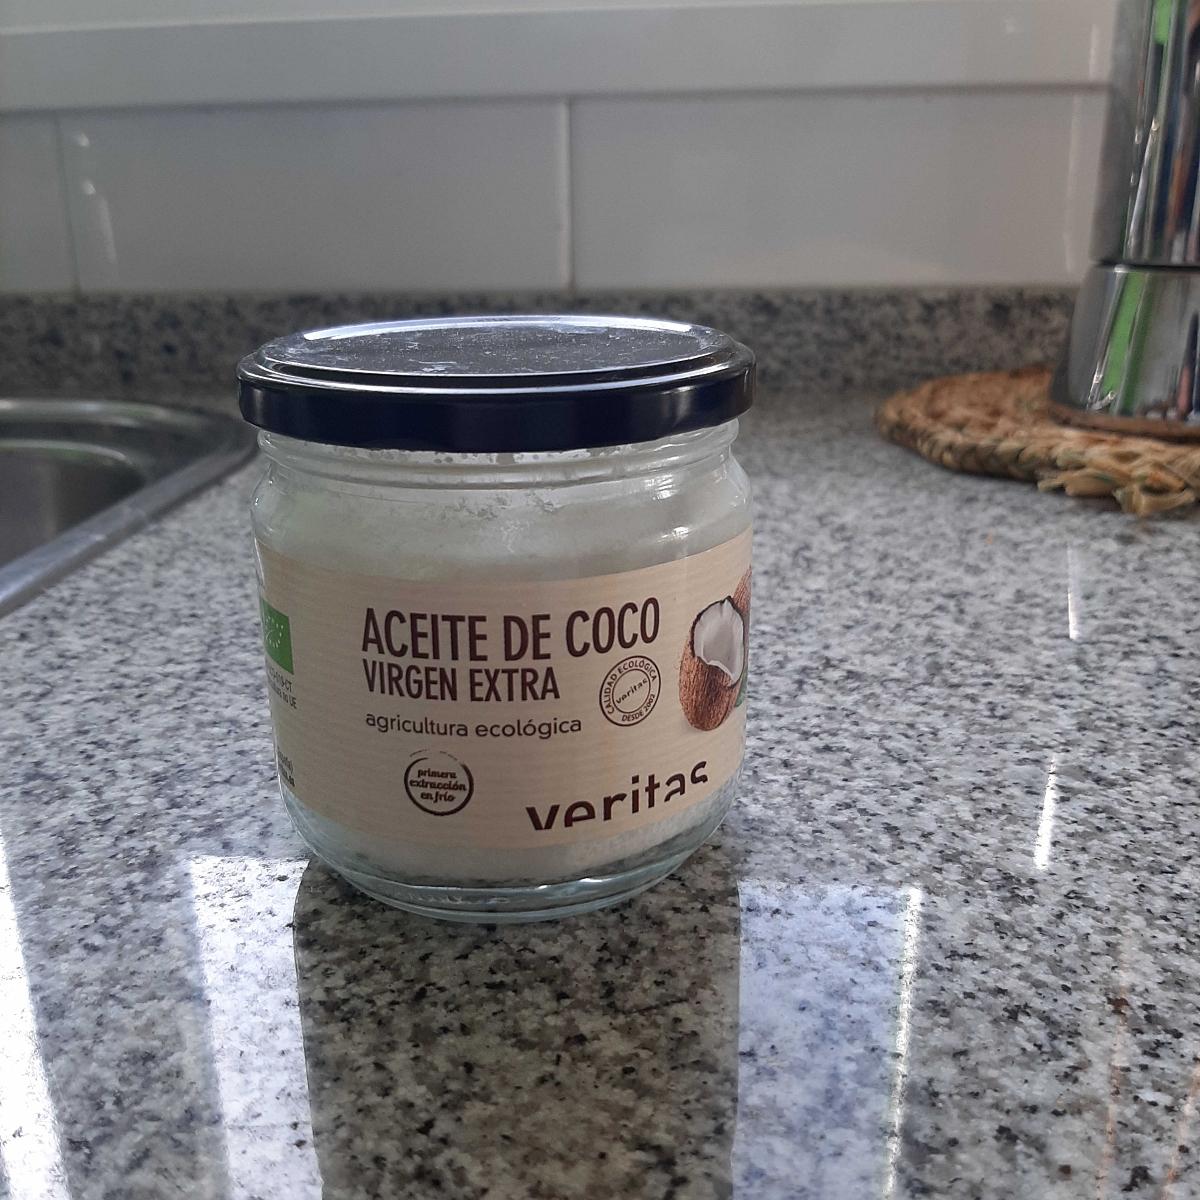 ACEITE DE COCO
VIRGEN EXTRA
agricultura ecológica
CALIDAD ECOLÓGICA
veritas
DESDE 2002
primera
extracción
en frío
veritas